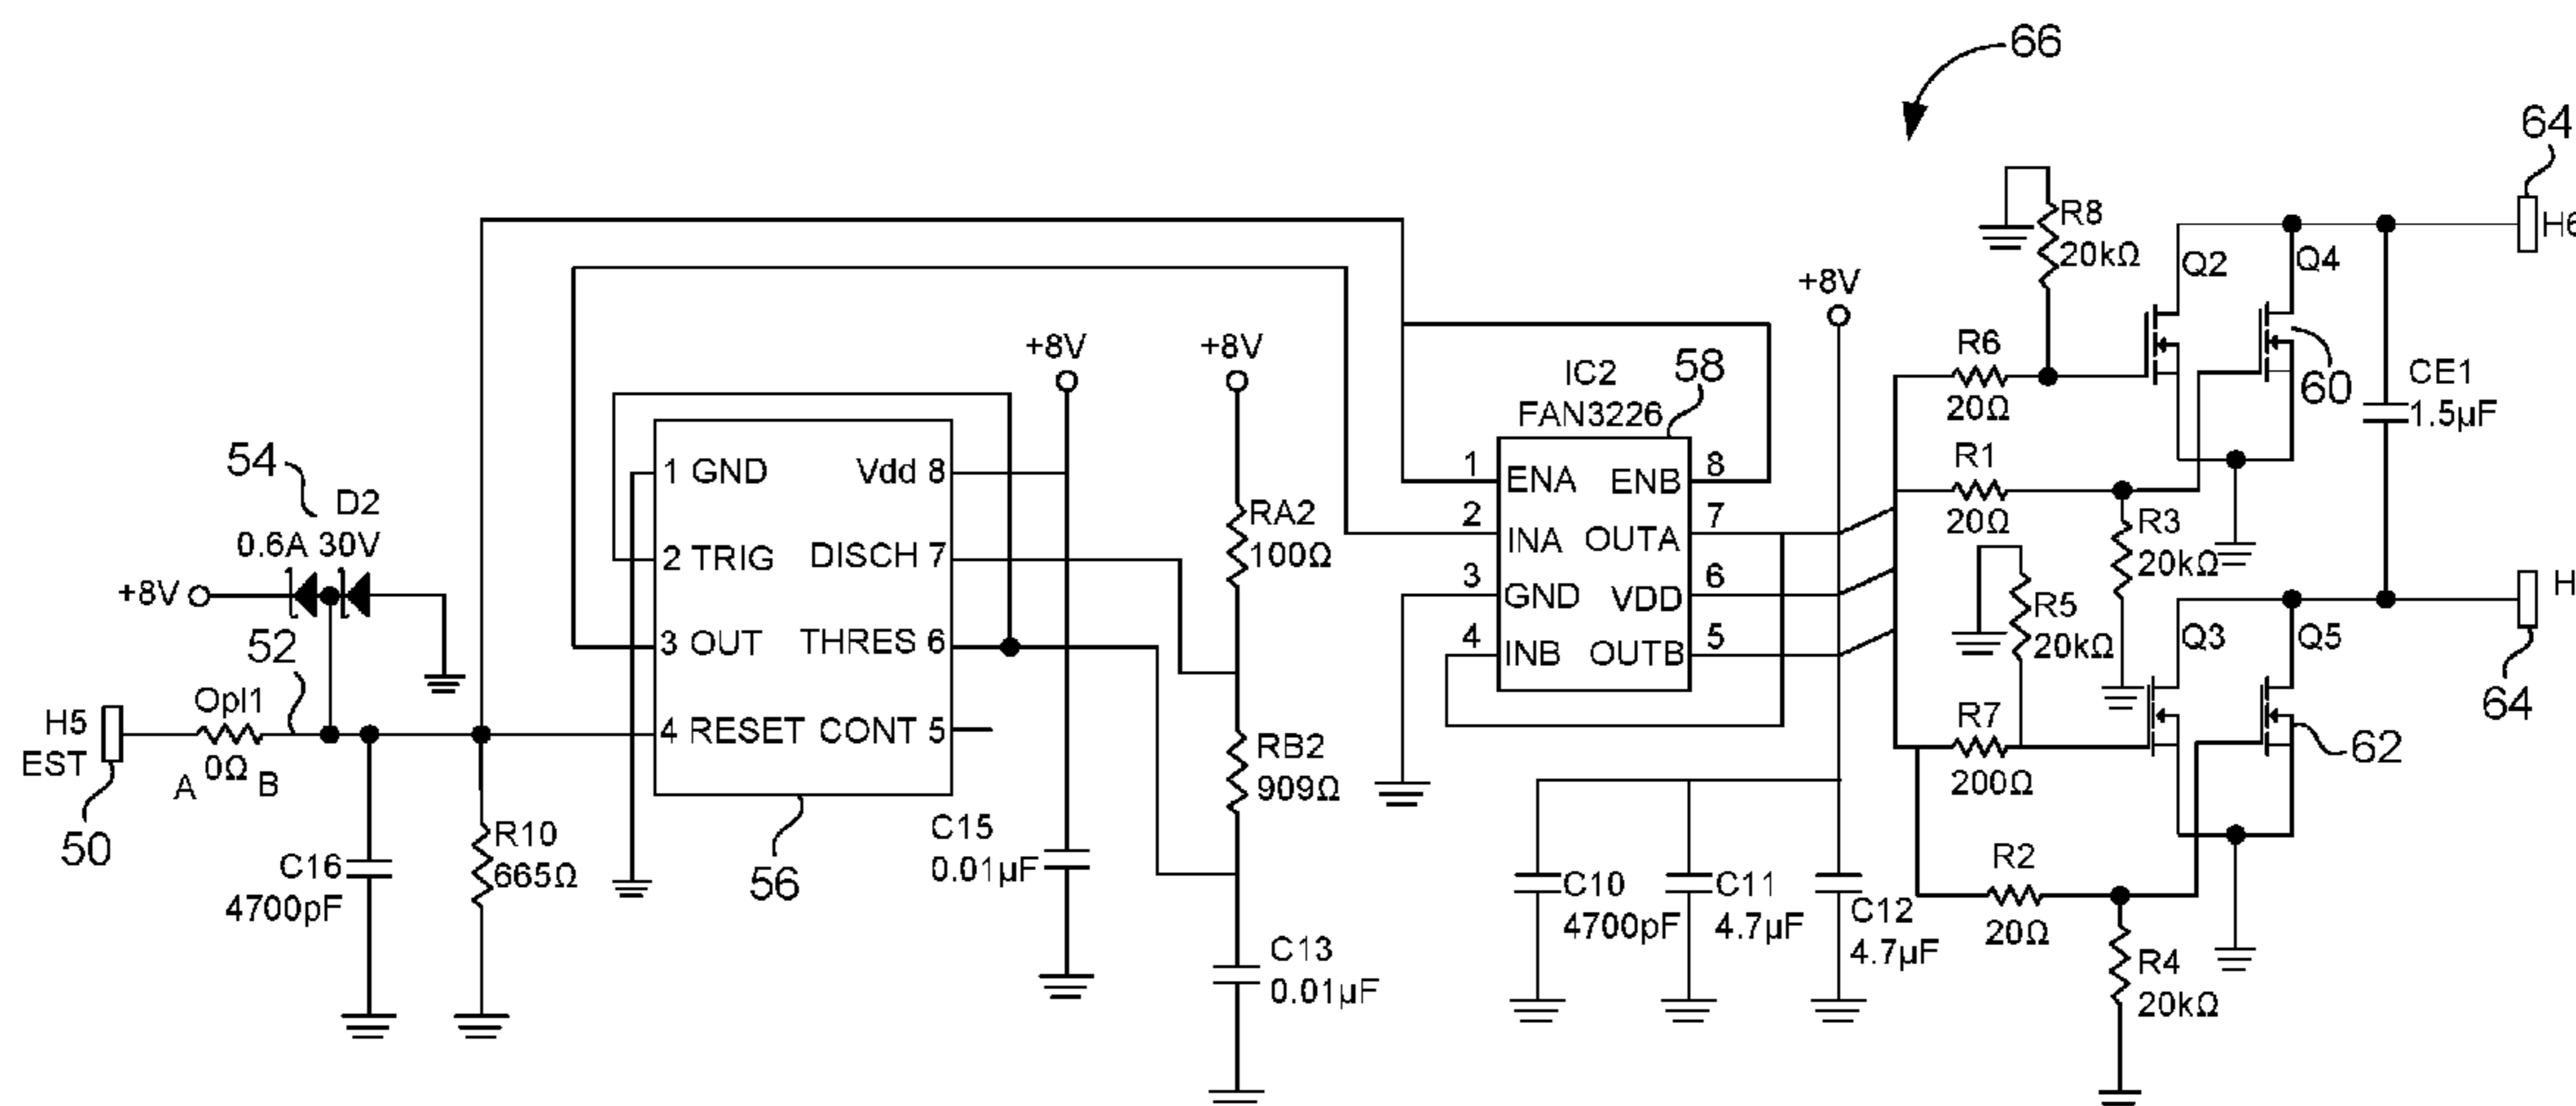 66
64
H6
R8
20kΩ
Q2
Q4
+8V
60
CE1
1.5µF
R6
20Ω
R1
20Ω
R3
20kΩ
R5
20kΩ
Q3
Q5
H
64
R7
200Ω
62
R2
20Ω
R4
20kΩ
+8V
+8V
IC2
58
FAN3226
1 ENA ENB 8
2 INA OUTA 7
3 GND VDD 6
4 INB OUTB 5
1 GND Vdd 8
2 TRIG DISCH 7
3 OUT THRES 6
4 RESET CONT 5
56
RA2
100Ω
RB2
909Ω
54
D2
0.6A 30V
+8V
52
Opl1
H5
EST
A 0Ω B
50
C16
4700pF
R10
665Ω
C15
0.01µF
C13
0.01µF
C10
4700pF
C11
4.7µF
C12
4.7µF